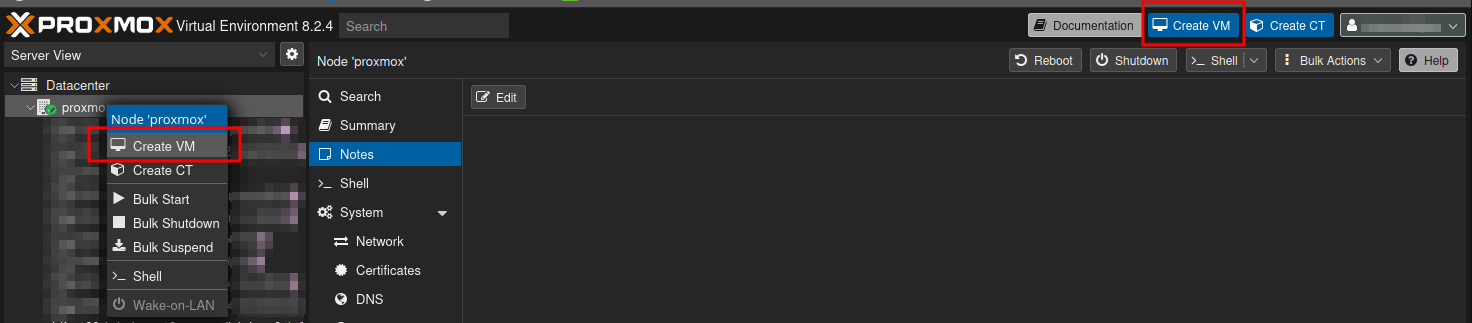 PROXMOX Virtual Environment 8.2.4 Search Documentation Create VM Create CT
Server View
Node 'proxmox' Reboot Shutdown Shell Bulk Actions Help
Datacenter
Search
Edit
Node 'proxmox'
Summary
Create VM
Notes
Create CT
Shell
Bulk Start
System
Bulk Shutdown
Network
Bulk Suspend
Certificates
Shell
DNS
Wake-on-LAN